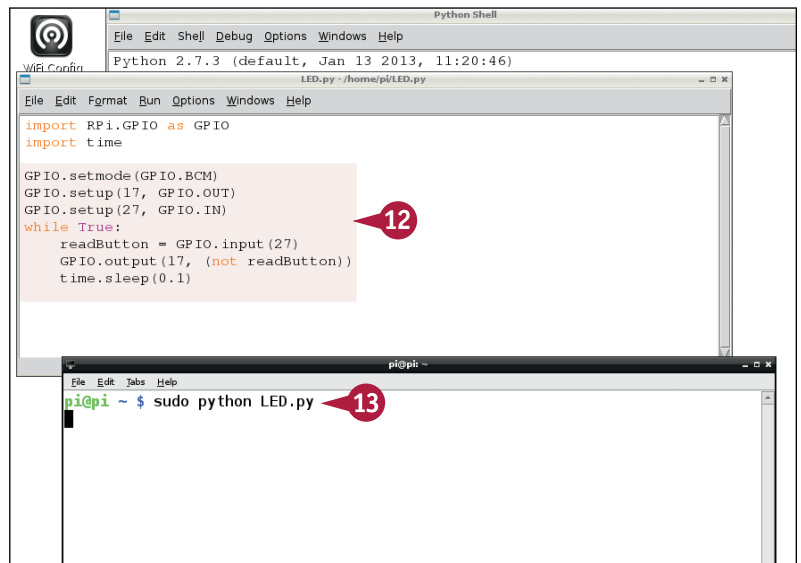 Python Shell
File Edit Shell Debug Options Windows Help
Python 2.7.3 (default, Jan 13 2013, 11:20:46)
WiFi Config
LED.py - /home/pi/LED.py
File Edit Format Run Options Windows Help
import RPi.GPIO as GPIO
import time
GPIO.setmode(GPIO.BCM)
GPIO.setup(17, GPIO.OUT)
GPIO.setup(27, GPIO.IN)
while True:
    readButton = GPIO.input(27)
    GPIO.output(17, (not readButton))
    time.sleep(0.1)
12
pi@pi: ~
File Edit Tabs Help
pi@pi ~ $ sudo python LED.py
13